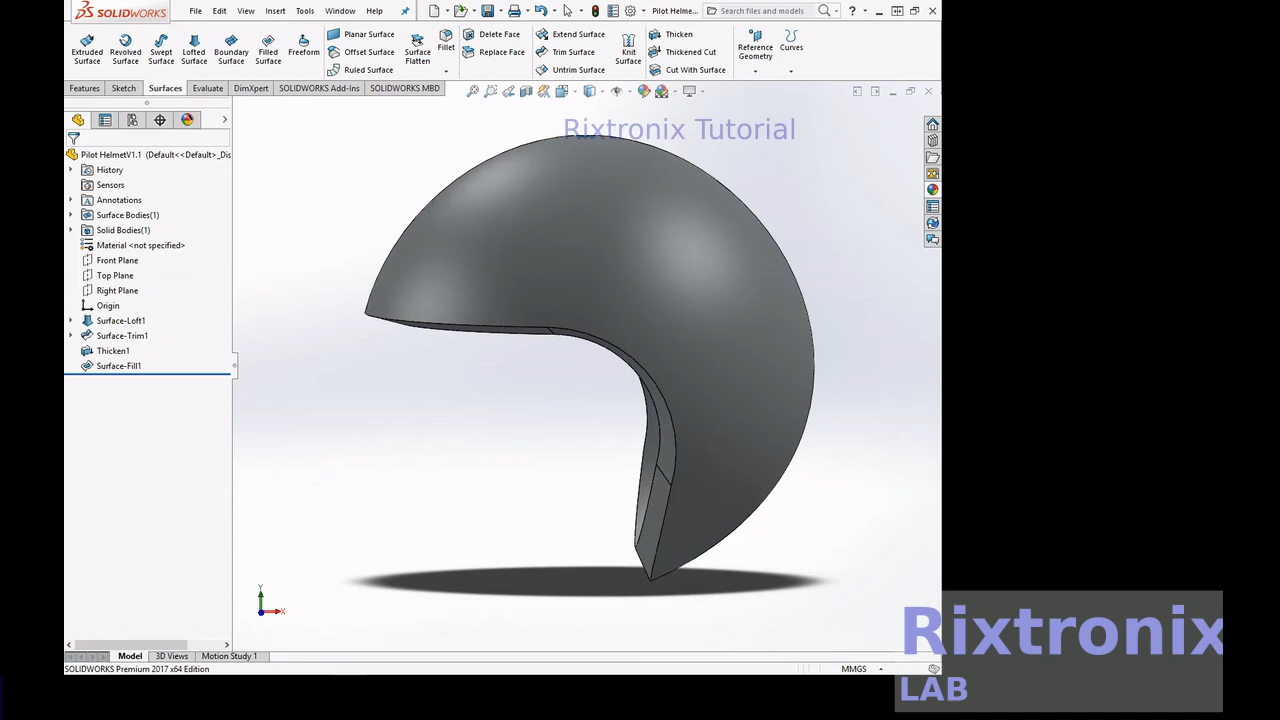 SOLIDWORKS
File Edit View Insert Tools Window Help
Pilot Helme...
Search files and models
Extruded Surface
Revolved Surface
Swept Surface
Lofted Surface
Boundary Surface
Filled Surface
Freeform
Planar Surface
Offset Surface
Ruled Surface
Surface Flatten
Fillet
Delete Face
Replace Face
Extend Surface
Trim Surface
Untrim Surface
Knit Surface
Thicken
Thickened Cut
Cut With Surface
Reference Geometry
Curves
Features Sketch Surfaces Evaluate DimXpert SOLIDWORKS Add-Ins SOLIDWORKS MBD
Rixtronix Tutorial
Pilot HelmetV1.1 (Default<<Default>_Dis
History
Sensors
Annotations
Surface Bodies(1)
Solid Bodies(1)
Material <not specified>
Front Plane
Top Plane
Right Plane
Origin
Surface-Loft1
Surface-Trim1
Thicken1
Surface-Fill1
Y
X
Model 3D Views Motion Study 1
SOLIDWORKS Premium 2017 x64 Edition
MMGS
Rixtronix
LAB